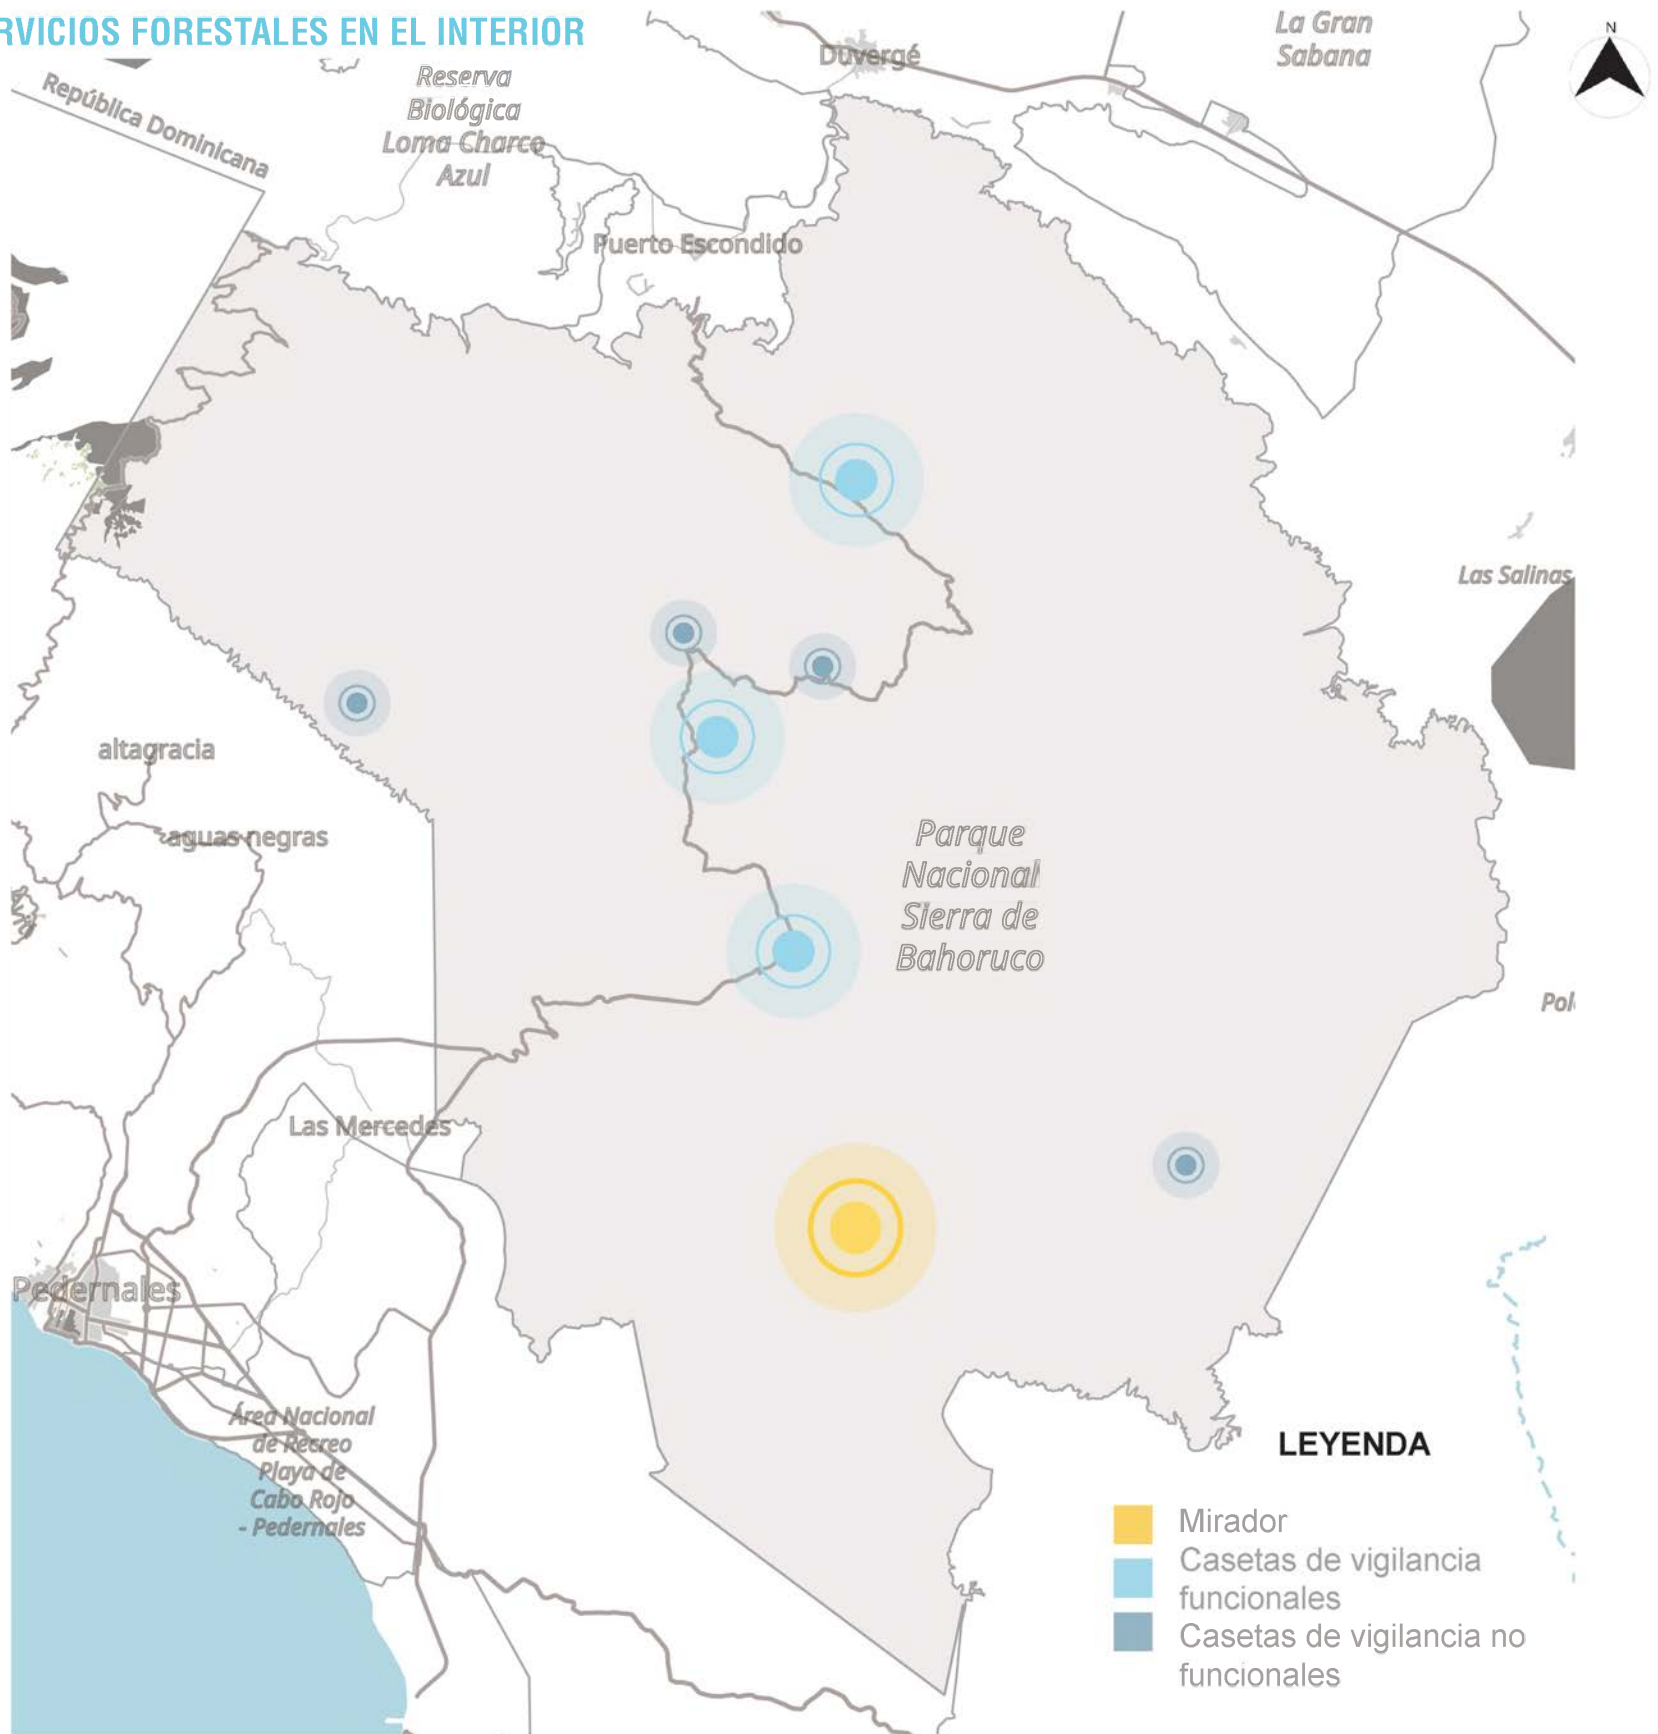 RVICIOS FORESTALES EN EL INTERIOR
La Gran
Sabana
N
Duvergé
Reserva
Biológica
Loma Charco
Azul
República Dominicana
Puerto Escondido
Las Salinas
altagracia
aguas negras
Parque
Nacional
Sierra de
Bahoruco
Pol
Las Mercedes
Pedernales
Área Nacional
de Recreo
Playa de
Cabo Rojo
- Pedernales
LEYENDA
Mirador
Casetas de vigilancia
funcionales
Casetas de vigilancia no
funcionales